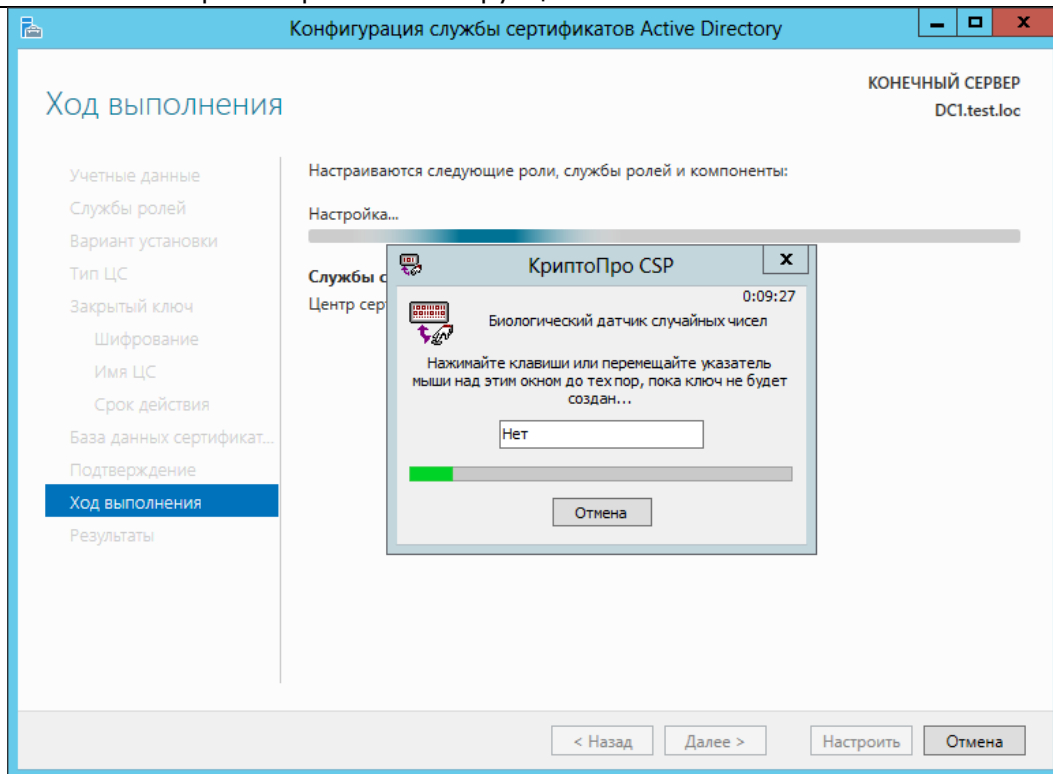 Конфигурация службы сертификатов Active Directory
Ход выполнения
КОНЕЧНЫЙ СЕРВЕР
DC1.test.loc
Учетные данные
Службы ролей
Вариант установки
Тип ЦС
Закрытый ключ
Шифрование
Имя ЦС
Срок действия
База данных сертификат...
Подтверждение
Ход выполнения
Результаты
Настраиваются следующие роли, службы ролей и компоненты:
Настройка...
Службы с
Центр сер
КриптоПро CSP
0:09:27
Биологический датчик случайных чисел
Нажимайте клавиши или перемещайте указатель
мыши над этим окном до тех пор, пока ключ не будет
создан...
Нет
Отмена
< Назад Далее > Настроить Отмена